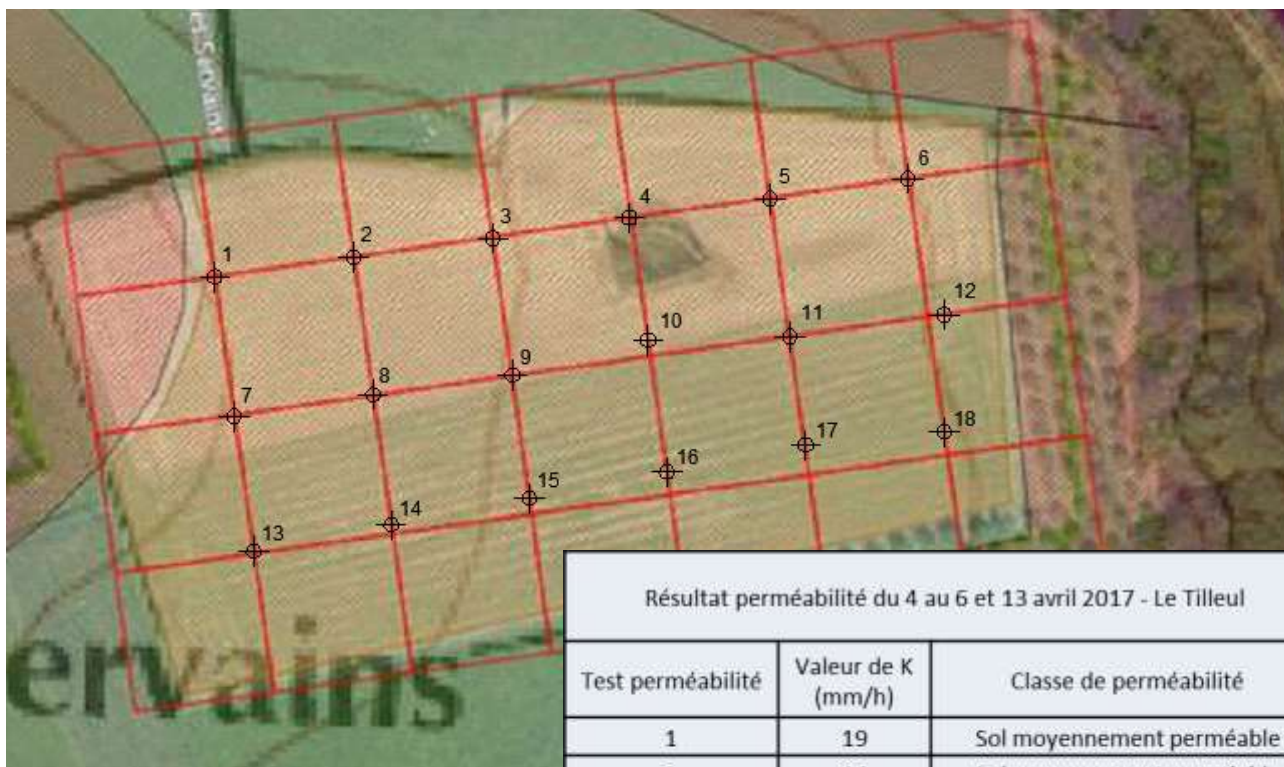 es-Servains
6
5
4
3
2
1
12
11
10
9
8
7
18
17
16
15
14
13
ervains
Résultat perméabilité du 4 au 6 et 13 avril 2017 - Le Tilleul
Test perméabilité
Valeur de K
(mm/h)
Classe de perméabilité
1
19
Sol moyennement perméable